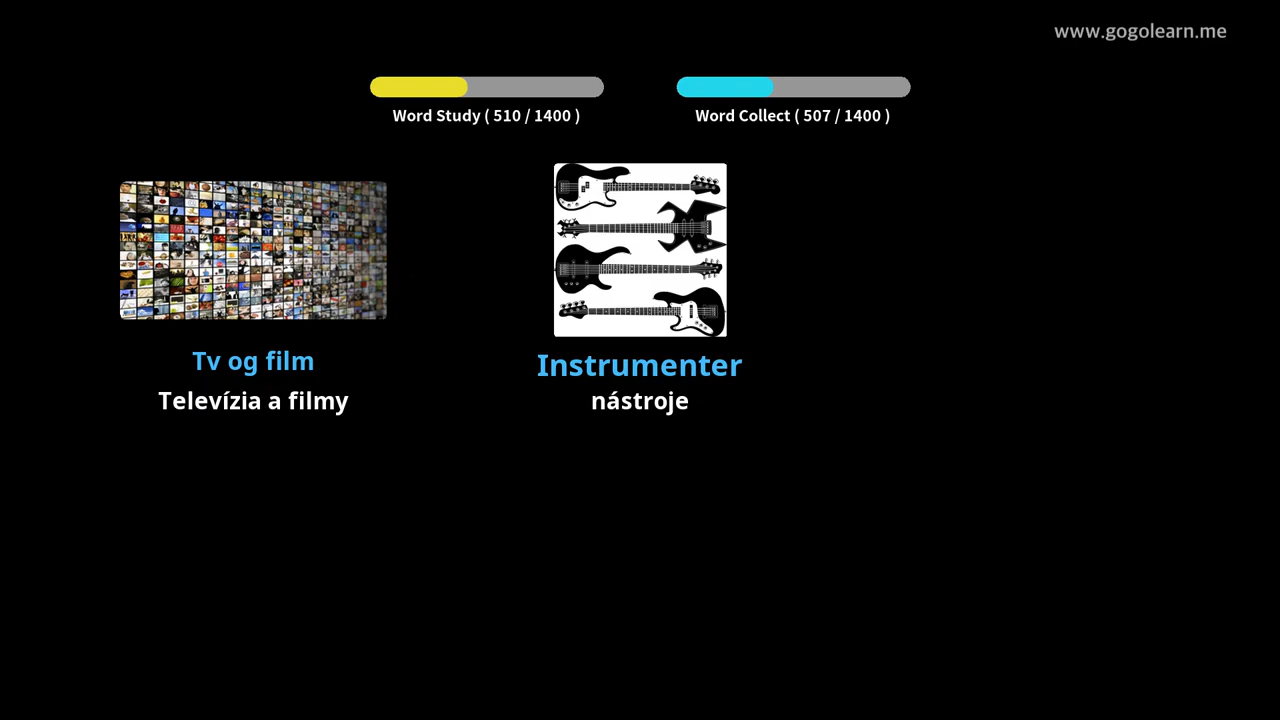 www.gogolearn.me
Word Study ( 510 / 1400 )
Word Collect ( 507 / 1400 )
Tv og film
Televízia a filmy
Instrumenter
nástroje